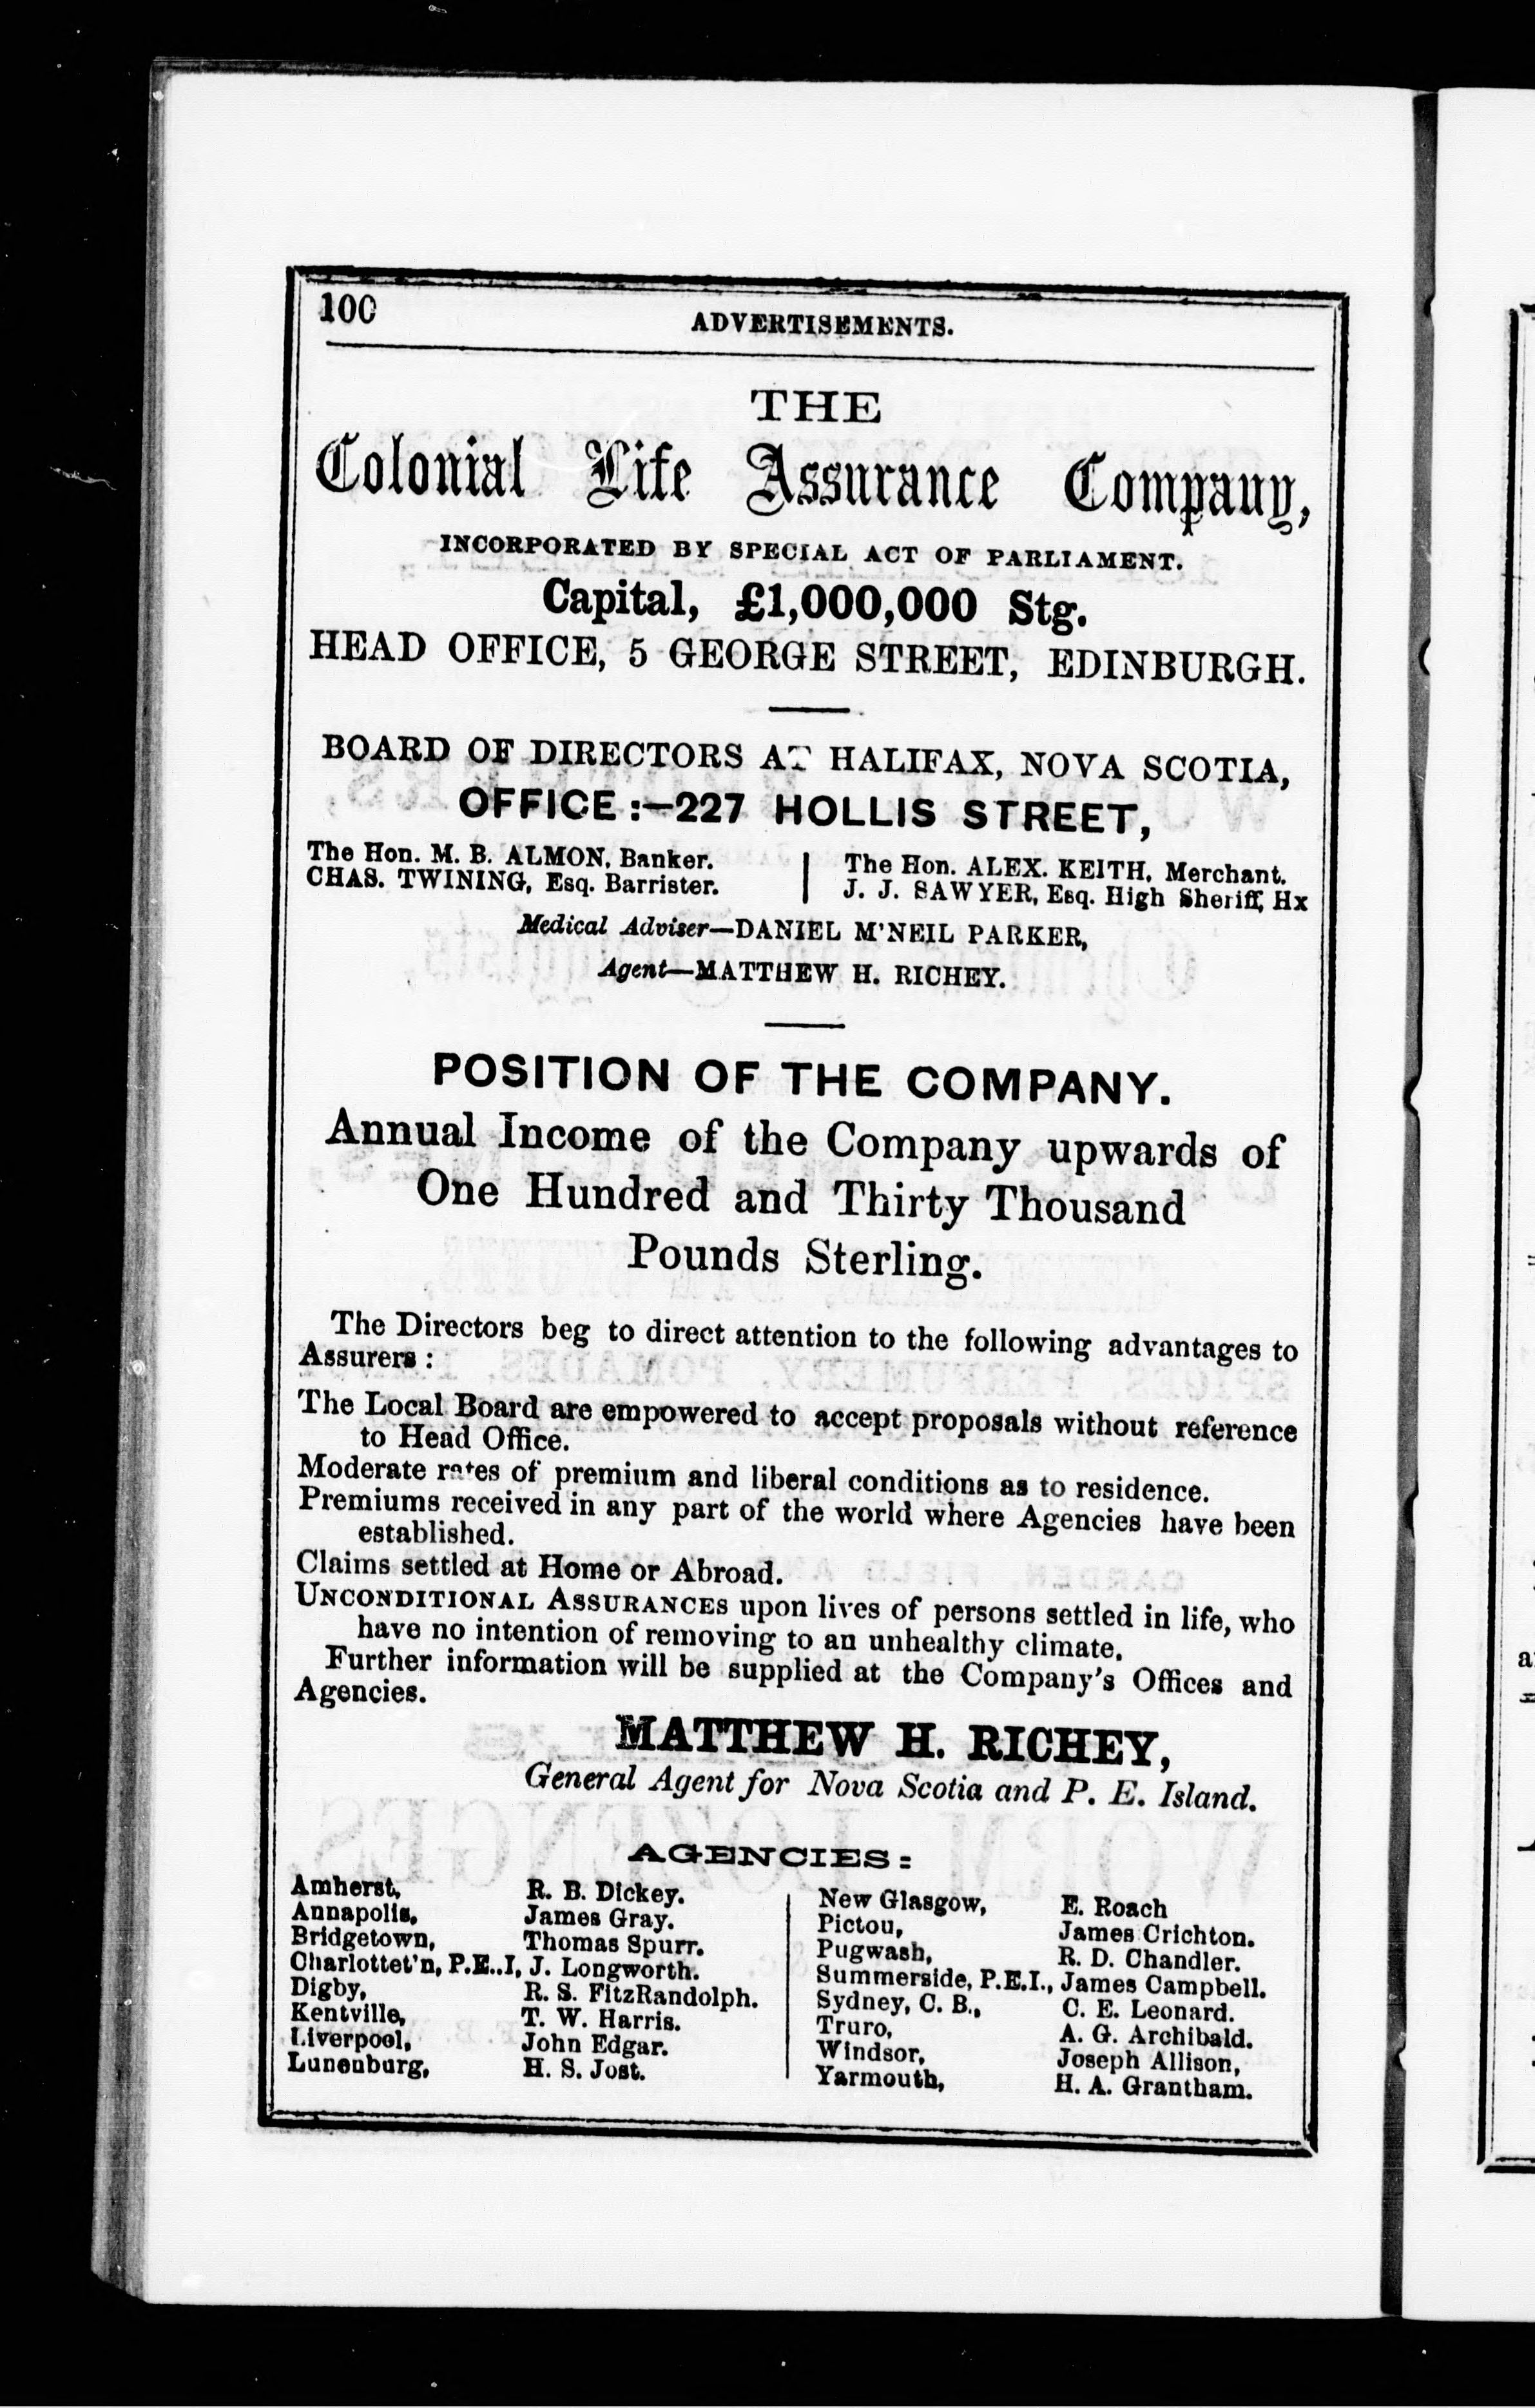 100
ADVERTISEMENTS.
THE
Colonial Life Assurance Company,
INCORPORATED BY SPECIAL ACT OF PARLIAMENT.
Capital, £1,000,000 Stg.
HEAD OFFICE, 5 GEORGE STREET, EDINBURGH.
BOARD OF DIRECTORS AT HALIFAX, NOVA SCOTIA,
OFFICE:—227 HOLLIS STREET,
The Hon. M. B. ALMON, Banker.
CHAS. TWINING, Esq. Barrister.
The Hon. ALEX. KEITH, Merchant.
J. J. SAWYER, Esq. High Sheriff, Hx
Medical Adviser—DANIEL M'NEIL PARKER,
Agent—MATTHEW H. RICHEY.
POSITION OF THE COMPANY.
Annual Income of the Company upwards of
One Hundred and Thirty Thousand
Pounds Sterling.
The Directors beg to direct attention to the following advantages to
Assurers:
The Local Board are empowered to accept proposals without reference
to Head Office.
Moderate rates of premium and liberal conditions as to residence.
Premiums received in any part of the world where Agencies have been
established.
Claims settled at Home or Abroad.
UNCONDITIONAL ASSURANCES upon lives of persons settled in life, who
have no intention of removing to an unhealthy climate.
Further information will be supplied at the Company's Offices and
Agencies.
MATTHEW H. RICHEY,
General Agent for Nova Scotia and P. E. Island.
AGENCIES:
Amherst, R. B. Dickey.
Annapolis, James Gray.
Bridgetown, Thomas Spurr.
Charlottet'n, P.E..I, J. Longworth.
Digby, R. S. FitzRandolph.
Kentville, T. W. Harris.
Liverpool, John Edgar.
Lunenburg, H. S. Jost.
New Glasgow, E. Roach
Pictou, James Crichton.
Pugwash, R. D. Chandler.
Summerside, P.E.I., James Campbell.
Sydney, C. B., C. E. Leonard.
Truro, A. G. Archibald.
Windsor, Joseph Allison,
Yarmouth, H. A. Grantham.